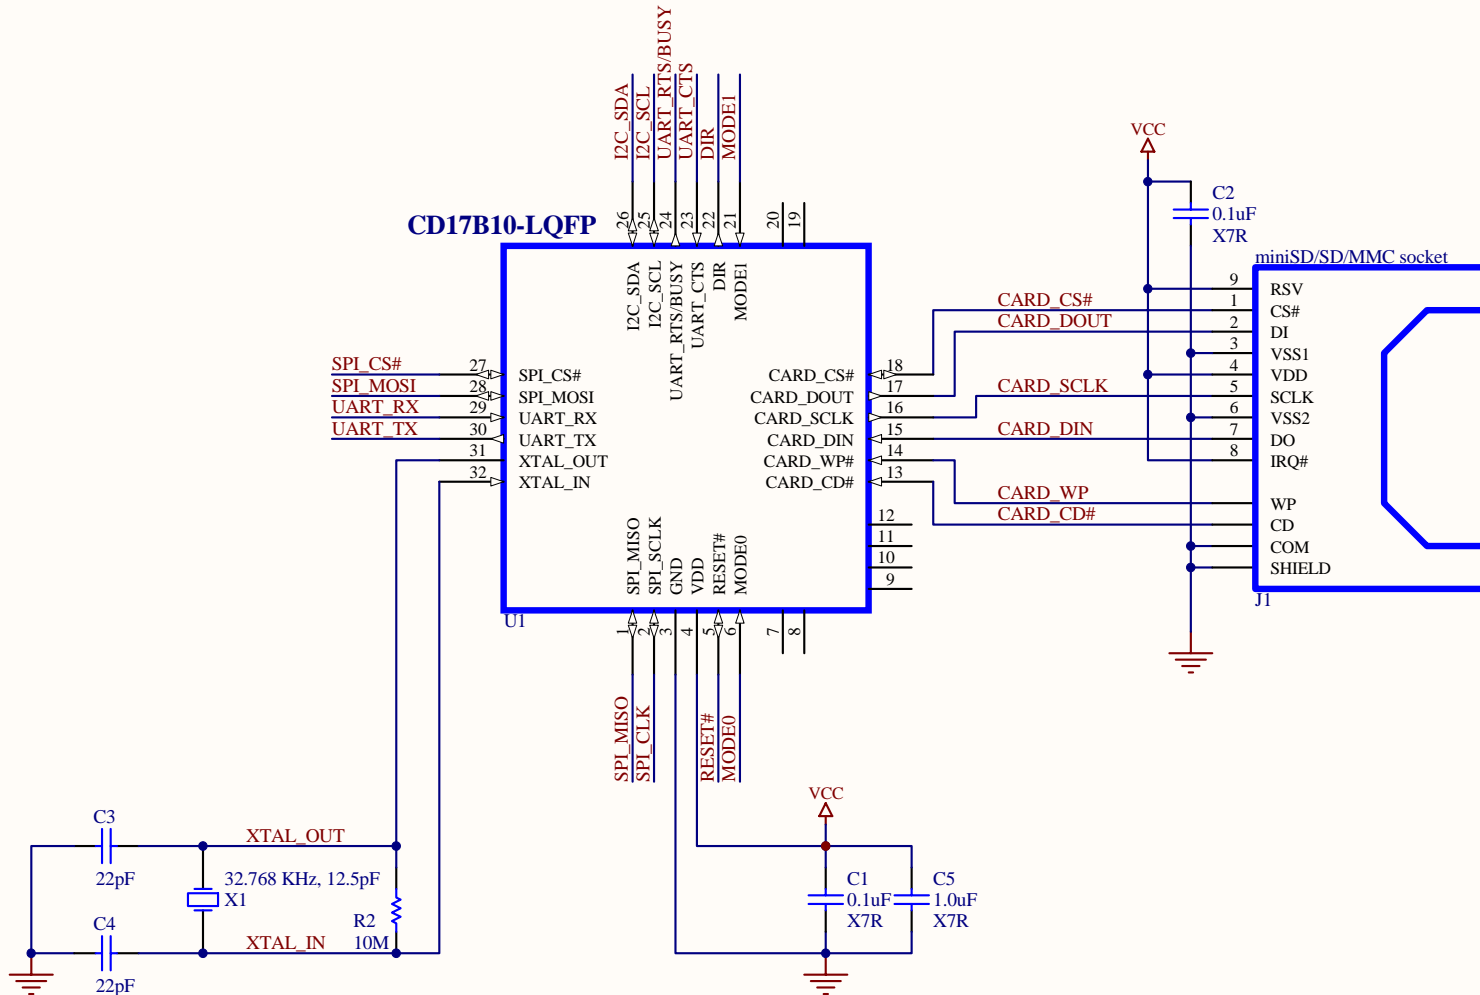 I2C_SDA
I2C_SCL
UART_RTS/BUSY
UART_CTS
DIR
MODE1
26
25
24
23
22
21
20
19
CD17B10-LQFP
I2C_SDA
I2C_SCL
UART_RTS/BUSY
UART_CTS
DIR
MODE1
VCC
C2
0.1uF
X7R
miniSD/SD/MMC socket
SPI_CS#
SPI_MOSI
UART_RX
UART_TX
27
28
29
30
31
32
SPI_CS#
SPI_MOSI
UART_RX
UART_TX
XTAL_OUT
XTAL_IN
CARD_CS#
CARD_DOUT
CARD_SCLK
CARD_DIN
CARD_WP#
CARD_CD#
18
17
16
15
14
13
12
11
10
9
CARD_CS#
CARD_DOUT
CARD_SCLK
CARD_DIN
CARD_WP
CARD_CD#
9
1
2
3
4
5
6
7
8
RSV
CS#
DI
VSS1
VDD
SCLK
VSS2
DO
IRQ#
WP
CD
COM
SHIELD
J1
SPI_MISO
SPI_SCLK
GND
VDD
RESET#
MODE0
U1
1
2
3
4
5
6
7
8
SPI_MISO
SPI_CLK
RESET#
MODE0
VCC
C1
0.1uF
X7R
C5
1.0uF
X7R
C3
22pF
XTAL_OUT
32.768 KHz, 12.5pF
X1
R2
10M
C4
22pF
XTAL_IN